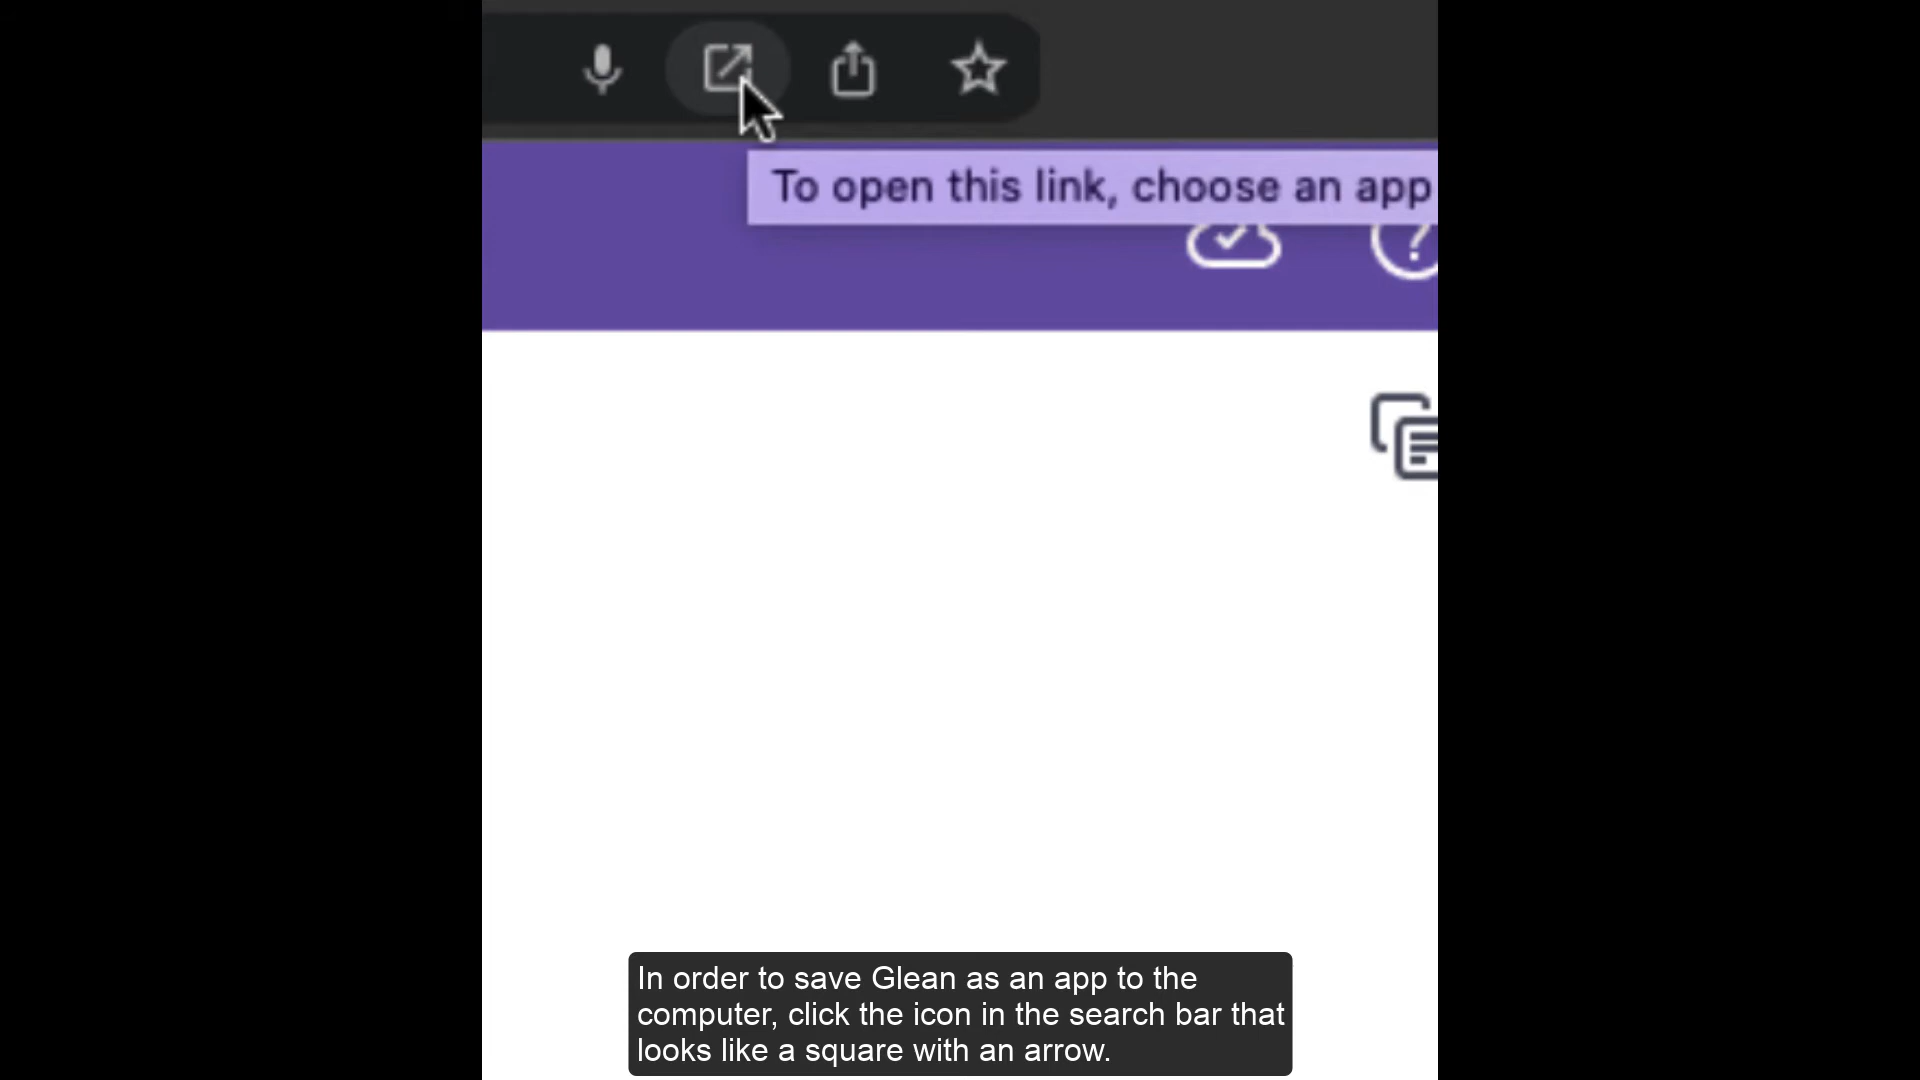 To open this link, choose an app
In order to save Glean as an app to the
computer, click the icon in the search bar that
looks like a square with an arrow.